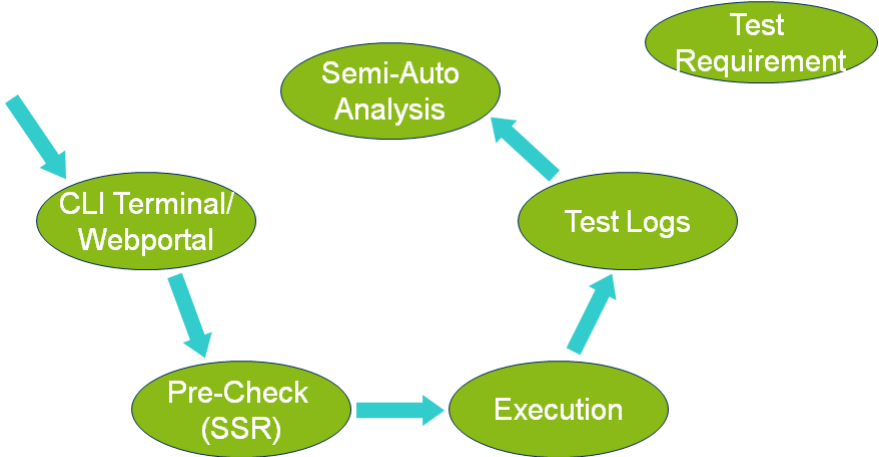 Test
Requirement
Semi-Auto
Analysis
CLI Terminal/
Webportal
Test Logs
Pre-Check
(SSR)
Execution